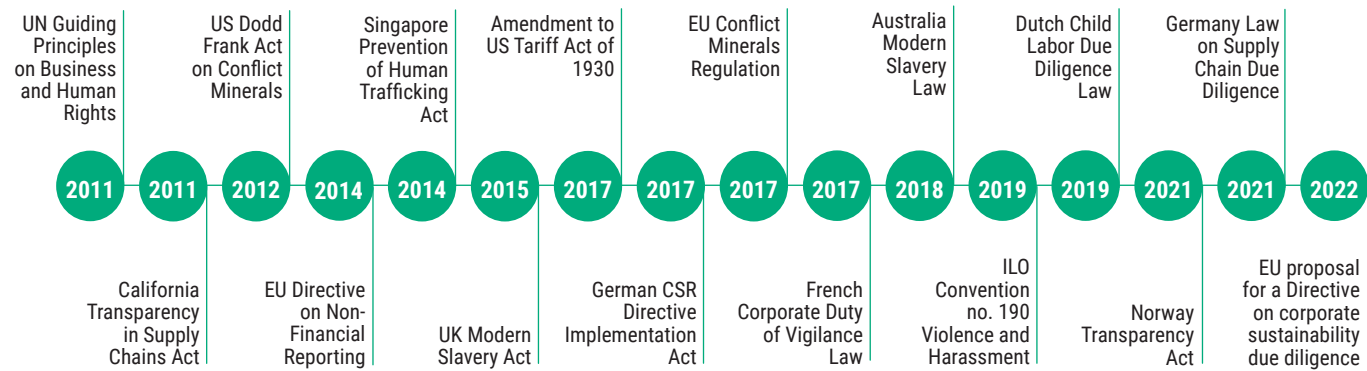 UN Guiding
Principles
on Business
and Human
Rights
US Dodd
Frank Act
on Conflict
Minerals
Singapore
Prevention
of Human
Trafficking
Act
Amendment to
US Tariff Act of
1930
EU Conflict
Minerals
Regulation
Australia
Modern
Slavery
Law
Dutch Child
Labor Due
Diligence
Law
Germany Law
on Supply
Chain Due
Diligence
2011
2011
2012
2014
2014
2015
2017
2017
2017
2017
2018
2019
2019
2021
2021
2022
California
Transparency
in Supply
Chains Act
EU Directive
on Non-
Financial
Reporting
UK Modern
Slavery Act
German CSR
Directive
Implementation
Act
French
Corporate Duty
of Vigilance
Law
ILO
Convention
no. 190
Violence and
Harassment
Norway
Transparency
Act
EU proposal
for a Directive
on corporate
sustainability
due diligence